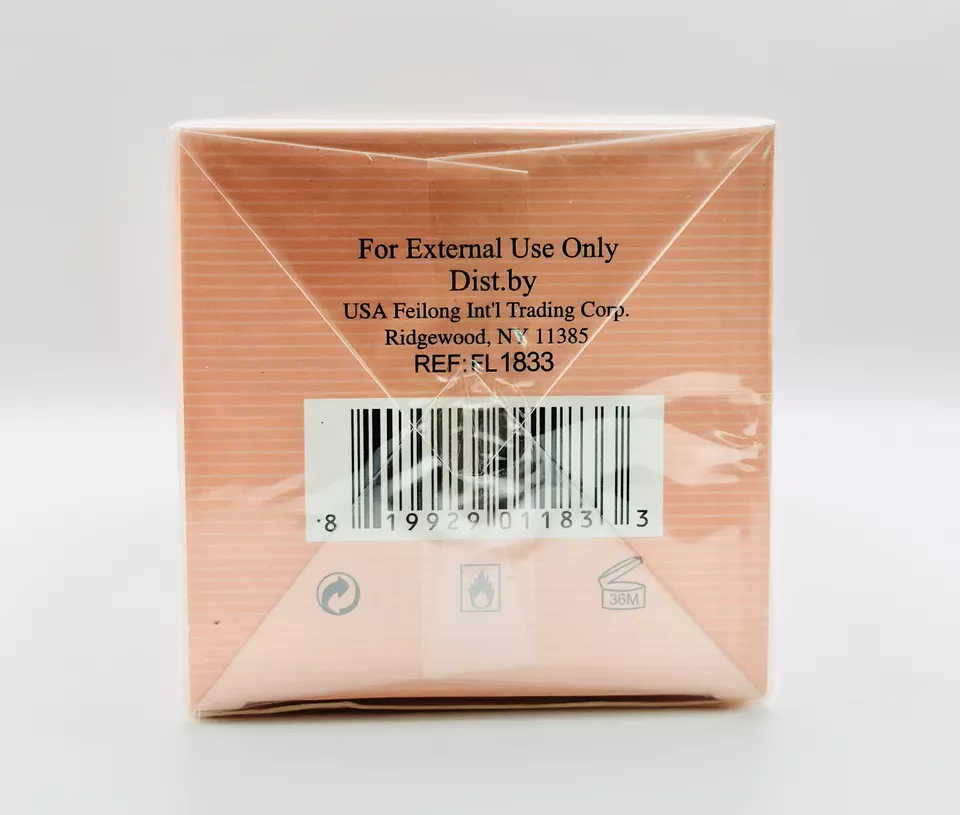 For External Use Only
Dist.by
USA Feilong Int'l Trading Corp.
Ridgewood, NY 11385
REF:FL1833
8 19929 01183 3
36M